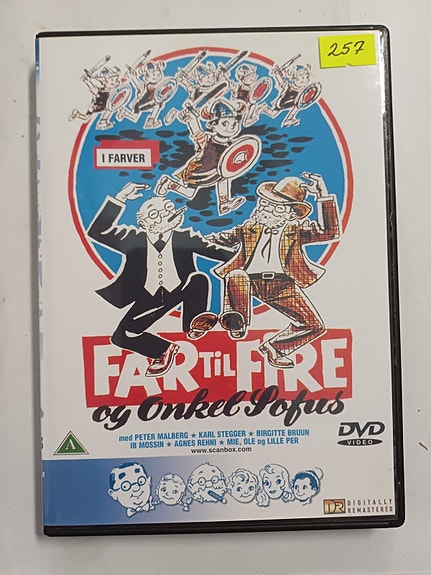 257
I FARVER
FAR TIL FIRE
og Onkel Sofus
med PETER MALBERG ★ KARL STEGGER ★ BIRGITTE BRUUN
IB MOSSIN ★ AGNES REHNI ★ MIE, OLE og LILLE PER
www.scanbox.com
DVD
VIDEO
A
DR DIGITALLY
REMASTERED